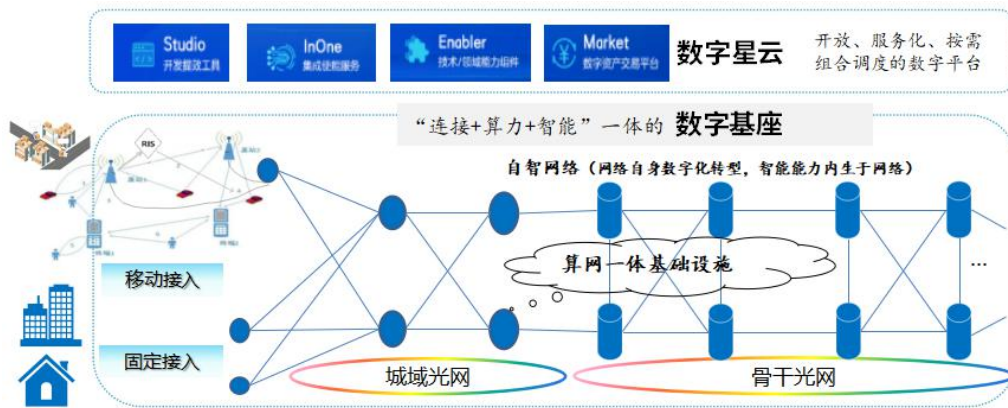 Studio
开发提效工具
InOne
集成使能服务
Enabler
技术/领域能力组件
Market
数字资产交易平台
数字星云
开放、服务化、按需
组合调度的数字平台
“连接+算力+智能”一体的 数字基座
自智网络（网络自身数字化转型，智能能力内生于网络）
RIS
算网一体基础设施
...
移动接入
固定接入
城域光网
骨干光网